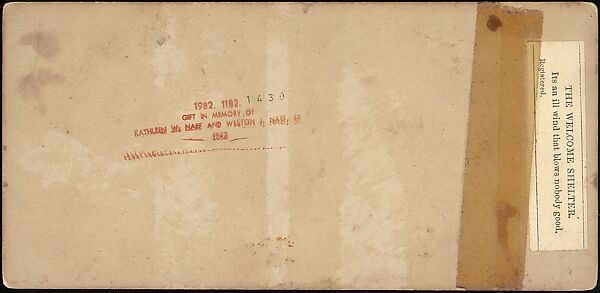 1982. 1182. 1430
GIFT IN MEMORY OF
KATHLEEN W. NAEF AND WESTON J. NAEF, SR
1982
THE WELCOME SHELTER.
Its an ill wind that blows nobody good.
Registered.